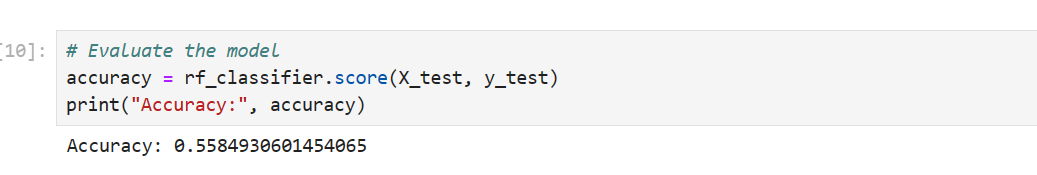 [10]: # Evaluate the model
accuracy = rf_classifier.score(X_test, y_test)
print("Accuracy:", accuracy)
Accuracy: 0.5584930601454065